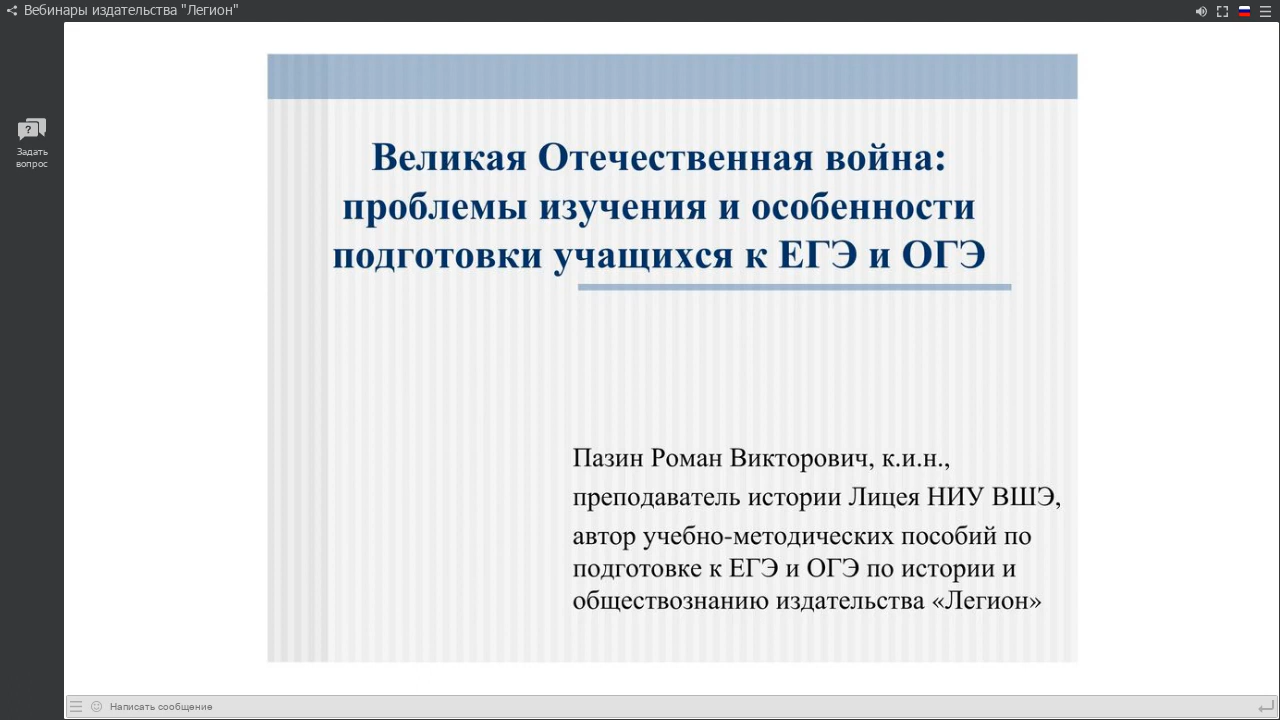 Вебинары издательства "Легион"
Задать
вопрос
Великая Отечественная война:
проблемы изучения и особенности
подготовки учащихся к ЕГЭ и ОГЭ
Пазин Роман Викторович, к.и.н.,
преподаватель истории Лицея НИУ ВШЭ,
автор учебно-методических пособий по
подготовке к ЕГЭ и ОГЭ по истории и
обществознанию издательства «Легион»
Написать сообщение